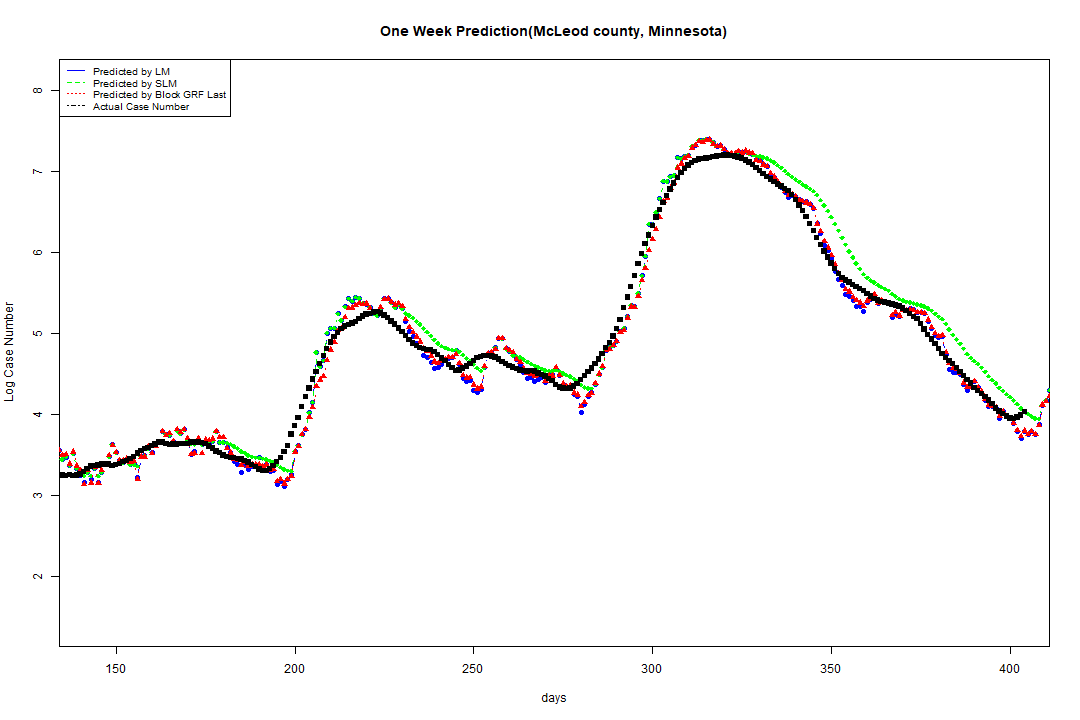 One Week Prediction(McLeod county, Minnesota)
Predicted by LM
Predicted by SLM
Predicted by Block GRF Last
Actual Case Number
8
7
6
5
4
3
2
Log Case Number
150 200 250 300 350 400
days